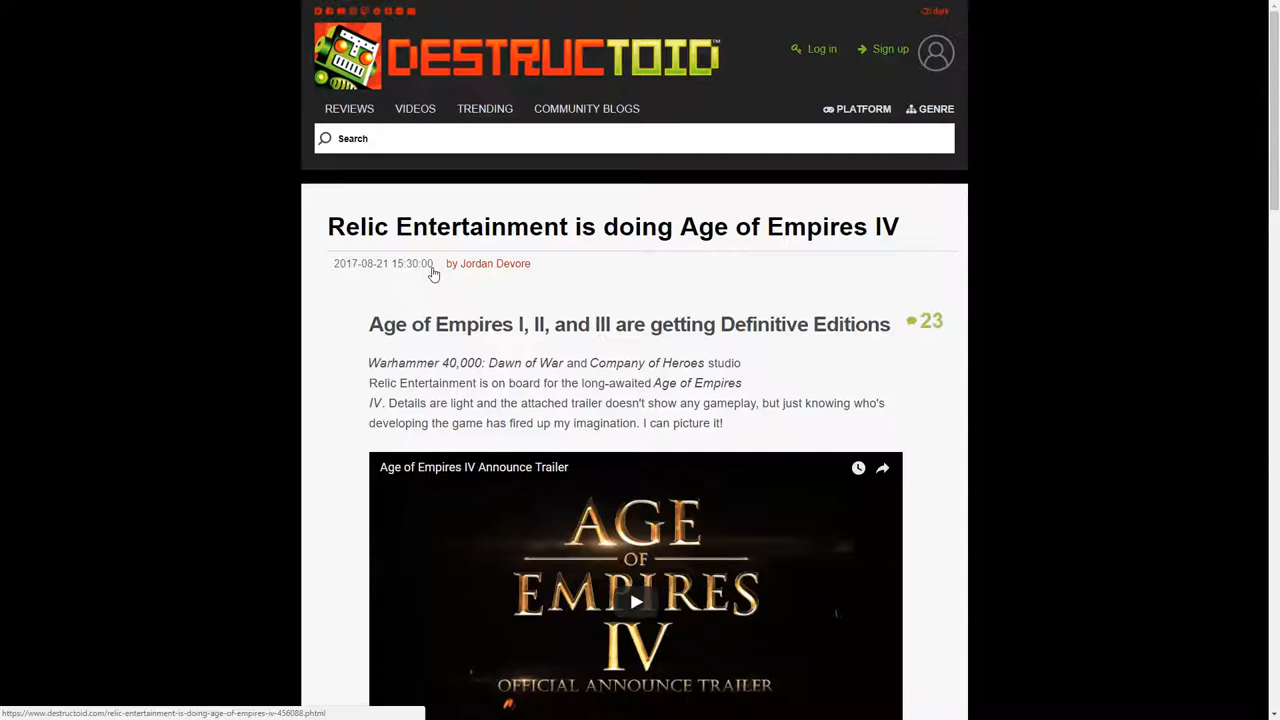 dark
DESTRUCTOID™
Log in
Sign up
REVIEWS VIDEOS TRENDING COMMUNITY BLOGS
PLATFORM GENRE
Search
Relic Entertainment is doing Age of Empires IV
2017-08-21 15:30:00 by Jordan Devore
Age of Empires I, II, and III are getting Definitive Editions
23
Warhammer 40,000: Dawn of War and Company of Heroes studio
Relic Entertainment is on board for the long-awaited Age of Empires
IV. Details are light and the attached trailer doesn't show any gameplay, but just knowing who's
developing the game has fired up my imagination. I can picture it!
Age of Empires IV Announce Trailer
AGE
OF
EMPIRES
IV
OFFICIAL ANNOUNCE TRAILER
https://www.destructoid.com/relic-entertainment-is-doing-age-of-empires-iv-456088.phtml